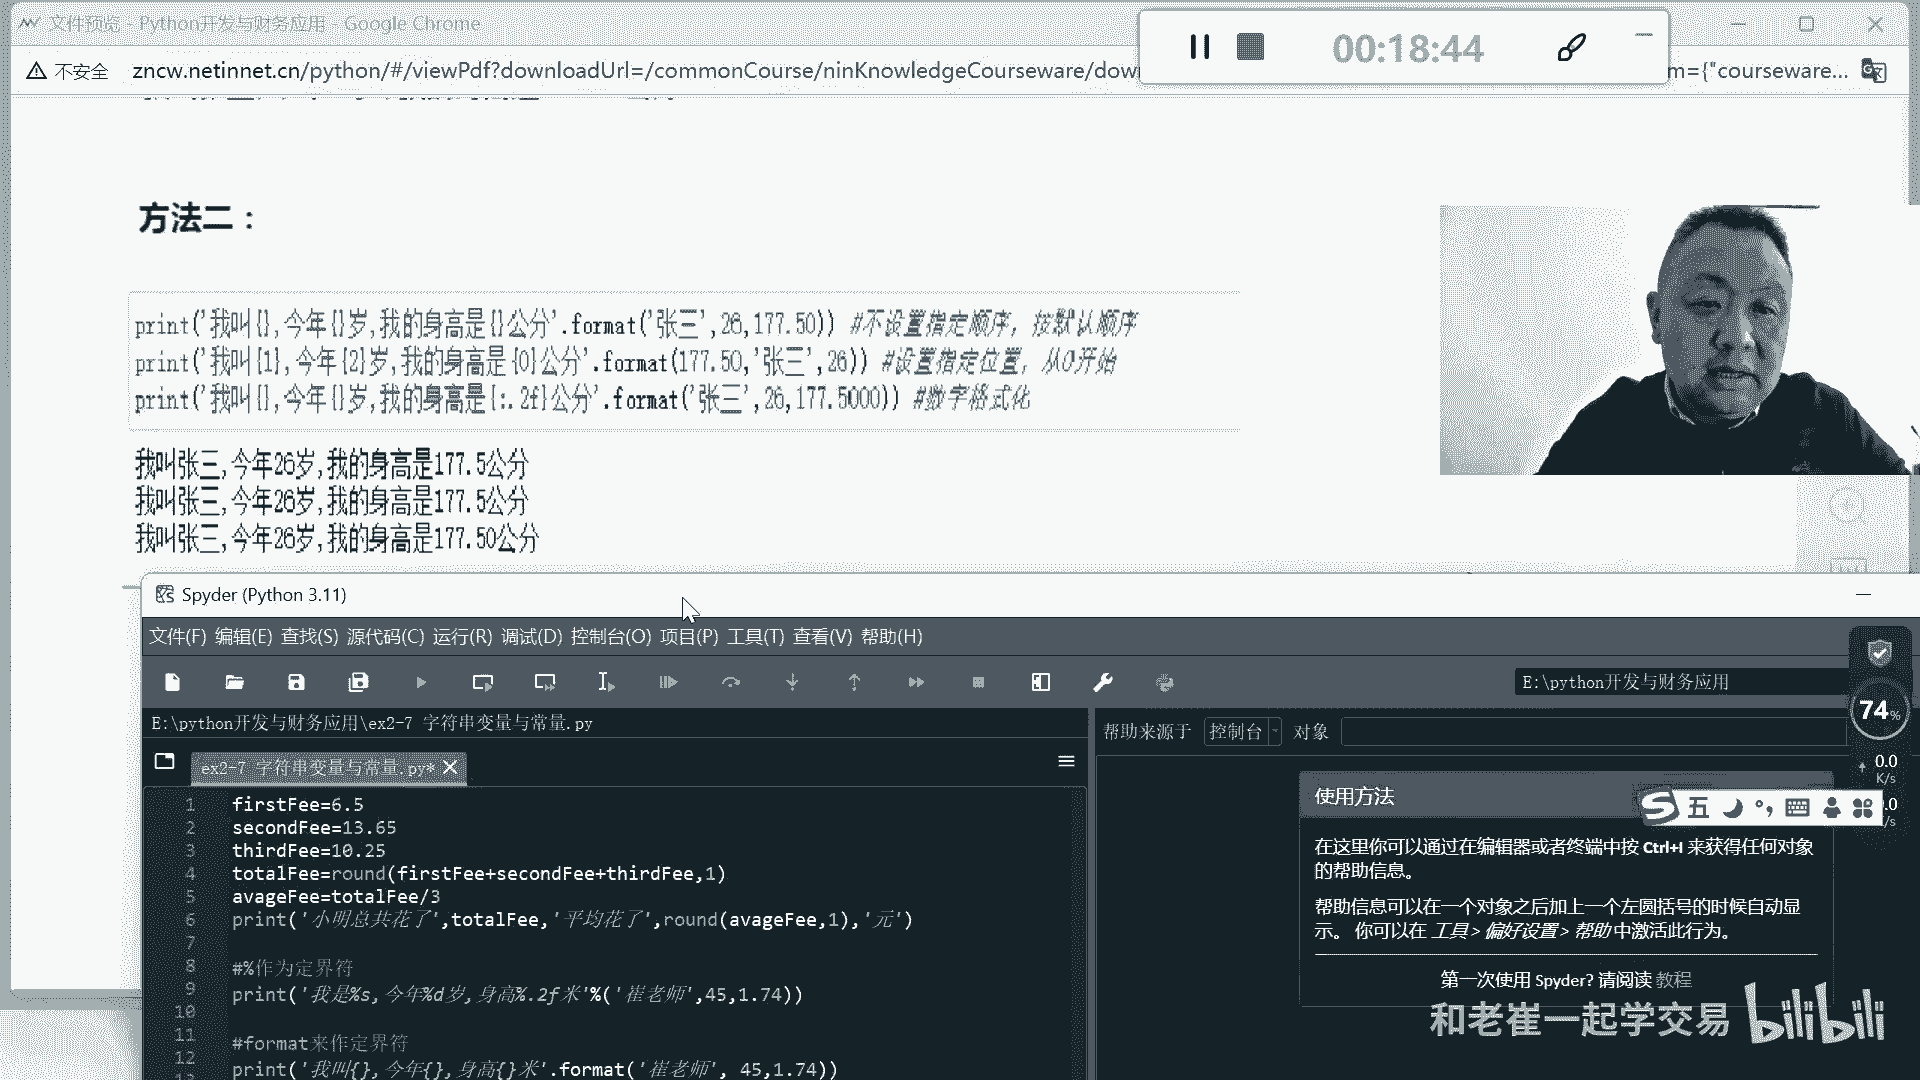 文件预览 - Python开发与财务应用 - Google Chrome
00:18:44
不安全
zncw.netinnet.cn/python/#/viewPdf?downloadUrl=/commonCourse/ninKnowledgeCourseware/dow
m={"courseware...
方法二：
print('我叫{},今年{}岁,我的身高是{}公分'.format('张三',26,177.50)) #不设置指定顺序，按默认顺序
print('我叫{1},今年{2}岁,我的身高是{0}公分'.format(177.50,'张三',26)) #设置指定位置，从0开始
print('我叫{},今年{}岁,我的身高是{:.2f}公分'.format('张三',26,177.5000)) #数字格式化
我叫张三,今年26岁,我的身高是177.5公分
我叫张三,今年26岁,我的身高是177.5公分
我叫张三,今年26岁,我的身高是177.50公分
Spyder (Python 3.11)
文件(F) 编辑(E) 查找(S) 源代码(C) 运行(R) 调试(D) 控制台(O) 项目(P) 工具(T) 查看(V) 帮助(H)
E:\python开发与财务应用
E:\python开发与财务应用\ex2-7 字符串变量与常量.py
帮助来源于 控制台 对象
74%
0.0
K/s
ex2-7 字符串变量与常量.py*
1 firstFee=6.5
2 secondFee=13.65
3 thirdFee=10.25
4 totalFee=round(firstFee+secondFee+thirdFee,1)
5 avageFee=totalFee/3
6 print('小明总共花了',totalFee,'平均花了',round(avageFee,1),'元')
7
8 #%作为定界符
9 print('我是%s,今年%d岁,身高%.2f米'%('崔老师',45,1.74))
10
11 #format来作定界符
12 print('我叫{},今年{},身高{}米'.format('崔老师', 45,1.74))
使用方法
五
在这里你可以通过在编辑器或者终端中按 Ctrl+I 来获得任何对象
的帮助信息。
帮助信息可以在一个对象之后加上一个左圆括号的时候自动显
示。 你可以在 工具 > 偏好设置 > 帮助 中激活此行为。
第一次使用 Spyder? 请阅读 教程
和老崔一起学交易
bilibili